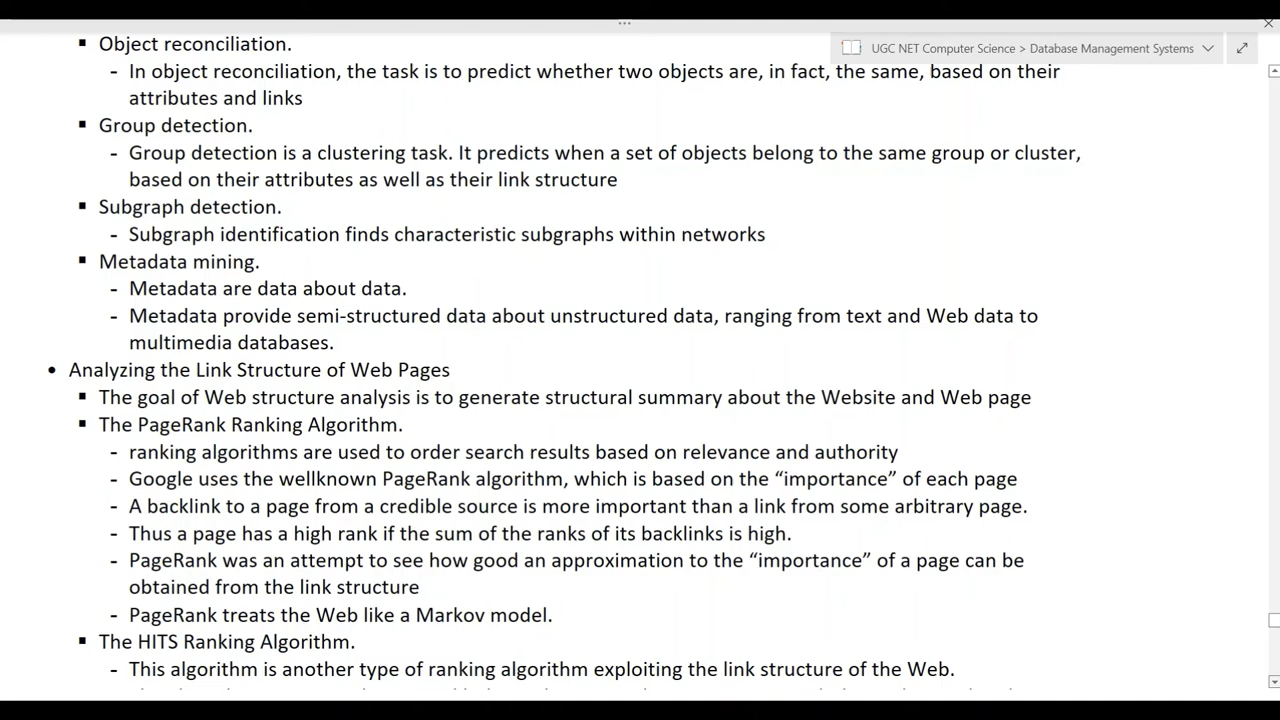 Object reconciliation.
UGC NET Computer Science > Database Management Systems
- In object reconciliation, the task is to predict whether two objects are, in fact, the same, based on their
attributes and links
Group detection.
- Group detection is a clustering task. It predicts when a set of objects belong to the same group or cluster,
based on their attributes as well as their link structure
Subgraph detection.
- Subgraph identification finds characteristic subgraphs within networks
Metadata mining.
- Metadata are data about data.
- Metadata provide semi-structured data about unstructured data, ranging from text and Web data to
multimedia databases.
• Analyzing the Link Structure of Web Pages
The goal of Web structure analysis is to generate structural summary about the Website and Web page
The PageRank Ranking Algorithm.
- ranking algorithms are used to order search results based on relevance and authority
- Google uses the wellknown PageRank algorithm, which is based on the “importance” of each page
- A backlink to a page from a credible source is more important than a link from some arbitrary page.
- Thus a page has a high rank if the sum of the ranks of its backlinks is high.
- PageRank was an attempt to see how good an approximation to the “importance” of a page can be
obtained from the link structure
- PageRank treats the Web like a Markov model.
The HITS Ranking Algorithm.
- This algorithm is another type of ranking algorithm exploiting the link structure of the Web.